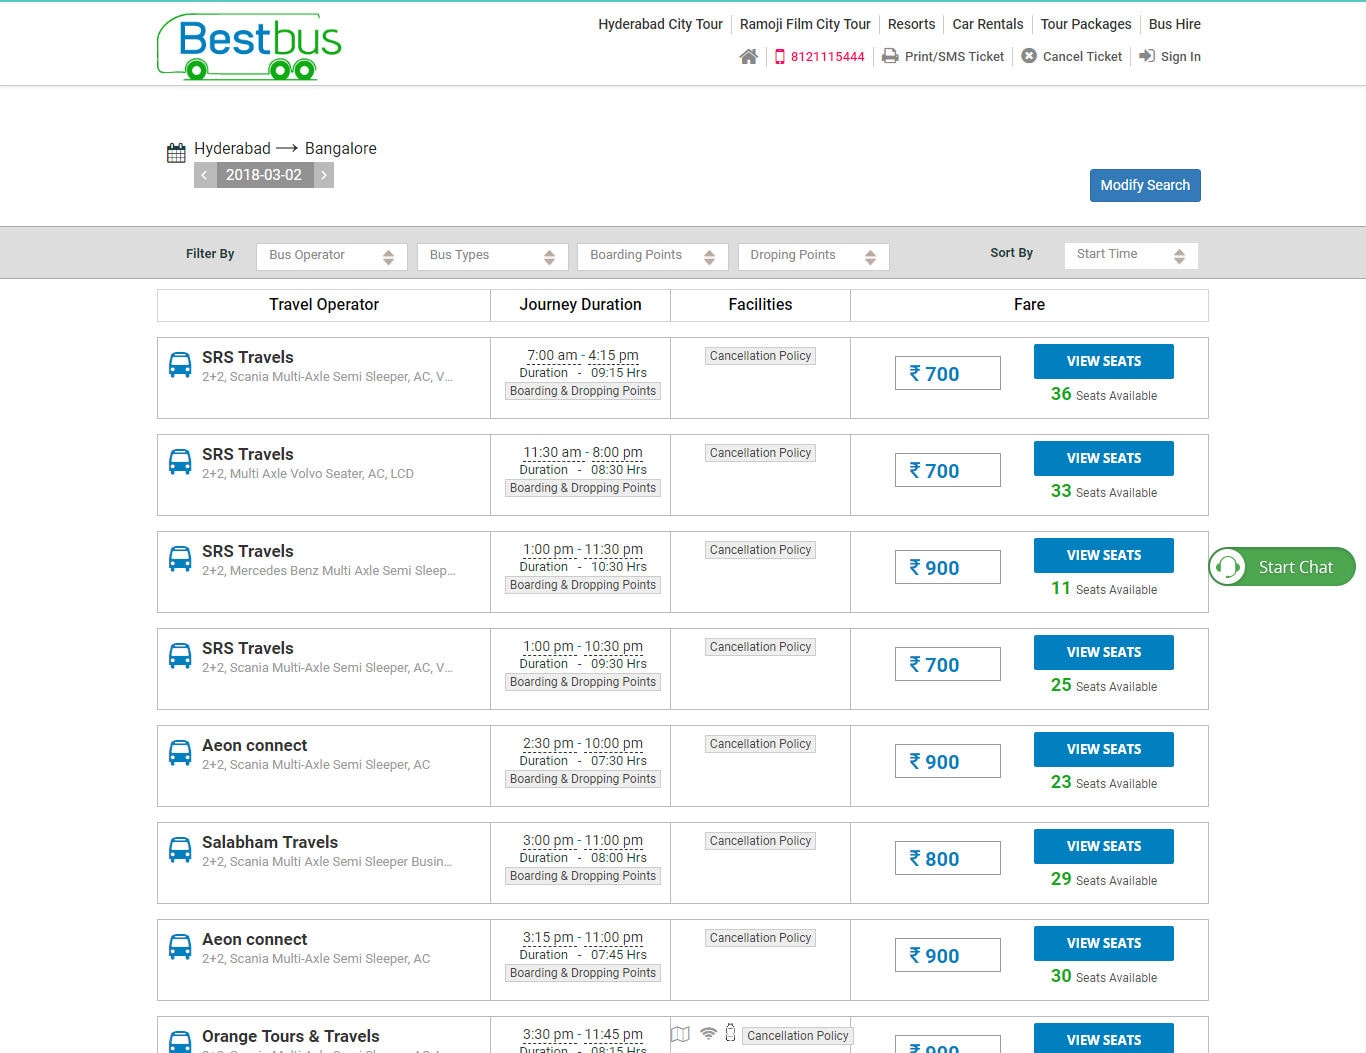 Bestbus
Hyderabad City Tour Ramoji Film City Tour Resorts Car Rentals Tour Packages Bus Hire
8121115444 Print/SMS Ticket Cancel Ticket Sign In
Hyderabad → Bangalore
< 2018-03-02 >
Modify Search
Filter By Bus Operator Bus Types Boarding Points Droping Points Sort By Start Time
Travel Operator Journey Duration Facilities Fare
SRS Travels 7:00 am - 4:15 pm Cancellation Policy ₹ 700 VIEW SEATS
2+2, Scania Multi-Axle Semi Sleeper, AC, V... Duration - 09:15 Hrs
Boarding & Dropping Points 36 Seats Available
SRS Travels 11:30 am - 8:00 pm Cancellation Policy ₹ 700 VIEW SEATS
2+2, Multi Axle Volvo Seater, AC, LCD Duration - 08:30 Hrs
Boarding & Dropping Points 33 Seats Available
SRS Travels 1:00 pm - 11:30 pm Cancellation Policy ₹ 900 VIEW SEATS
2+2, Mercedes Benz Multi Axle Semi Sleep... Duration - 10:30 Hrs
Boarding & Dropping Points 11 Seats Available
Start Chat
SRS Travels 1:00 pm - 10:30 pm Cancellation Policy ₹ 700 VIEW SEATS
2+2, Scania Multi-Axle Semi Sleeper, AC, V... Duration - 09:30 Hrs
Boarding & Dropping Points 25 Seats Available
Aeon connect 2:30 pm - 10:00 pm Cancellation Policy ₹ 900 VIEW SEATS
2+2, Scania Multi-Axle Semi Sleeper, AC Duration - 07:30 Hrs
Boarding & Dropping Points 23 Seats Available
Salabham Travels 3:00 pm - 11:00 pm Cancellation Policy ₹ 800 VIEW SEATS
2+2, Scania Multi Axle Semi Sleeper Busin... Duration - 08:00 Hrs
Boarding & Dropping Points 29 Seats Available
Aeon connect 3:15 pm - 11:00 pm Cancellation Policy ₹ 900 VIEW SEATS
2+2, Scania Multi-Axle Semi Sleeper, AC Duration - 07:45 Hrs
Boarding & Dropping Points 30 Seats Available
Orange Tours & Travels 3:30 pm - 11:45 pm Cancellation Policy VIEW SEATS
Duration - 08:15 Hrs